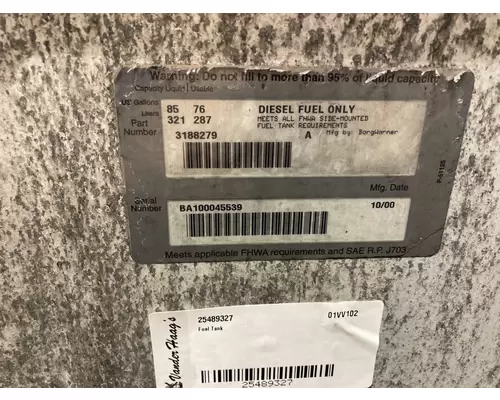 Warning: Do not fill to more than 95% of liquid capacity
Capacity Liquid Usable
US Gallons 85 76 DIESEL FUEL ONLY
Liters 321 287 MEETS ALL FHWA SIDE-MOUNTED
FUEL TANK REQUIREMENTS
Part Number 3188279 A Mfg by: BorgWarner
P-51125
Mfg. Date
Serial Number BA100045539 10/00
Meets applicable FHWA requirements and SAE R.P. J703
Vander Haag's
25489327 01VV102
Fuel Tank
25489327